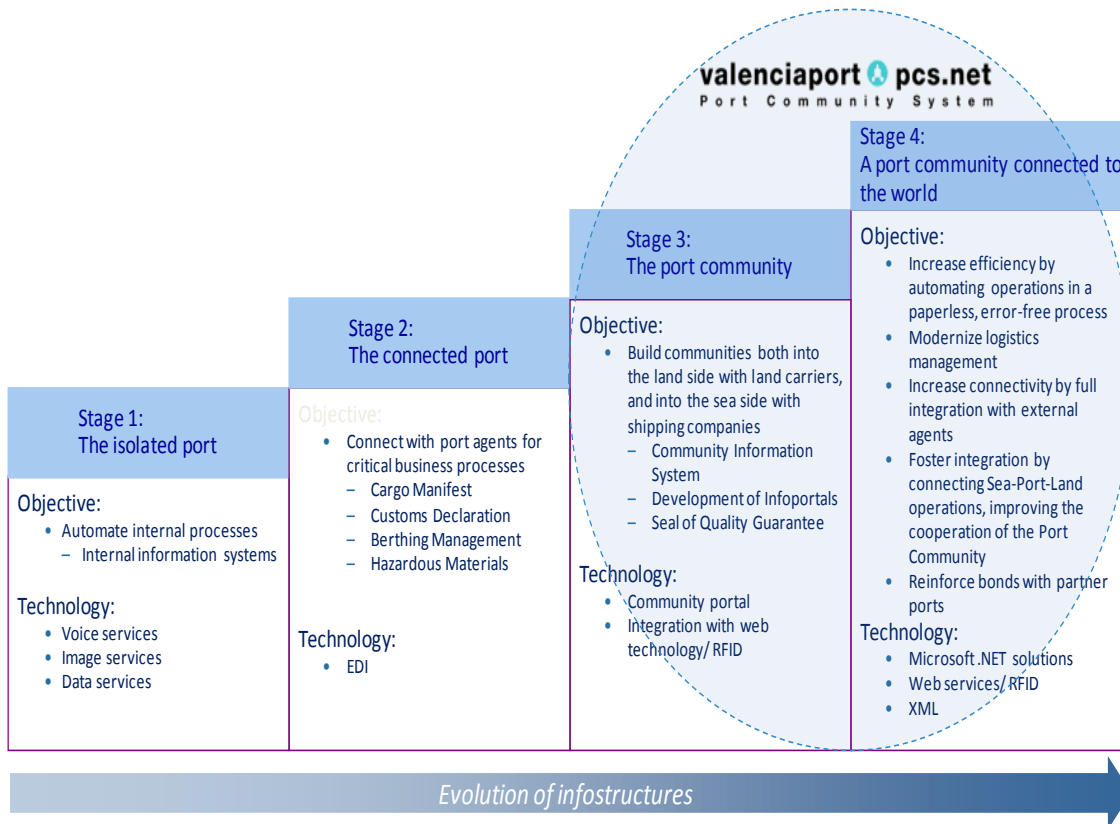 valenciaport pcs.net
Port Community System
Stage 1:
The isolated port
Objective:
• Automate internal processes
– Internal information systems
Technology:
• Voice services
• Image services
• Data services
Stage 2:
The connected port
Objective:
• Connect with port agents for
critical business processes
– Cargo Manifest
– Customs Declaration
– Berthing Management
– Hazardous Materials
Technology:
• EDI
Stage 3:
The port community
Objective:
• Build communities both into
the land side with land carriers,
and into the sea side with
shipping companies
– Community Information
System
– Development of Infoportals
– Seal of Quality Guarantee
Technology:
• Community portal
• Integration with web
technology/ RFID
Stage 4:
A port community connected to
the world
Objective:
• Increase efficiency by
automating operations in a
paperless, error-free process
• Modernize logistics
management
• Increase connectivity by full
integration with external
agents
• Foster integration by
connecting Sea-Port-Land
operations, improving the
cooperation of the Port
Community
• Reinforce bonds with partner
ports
Technology:
• Microsoft .NET solutions
• Web services/ RFID
• XML
Evolution of infostructures